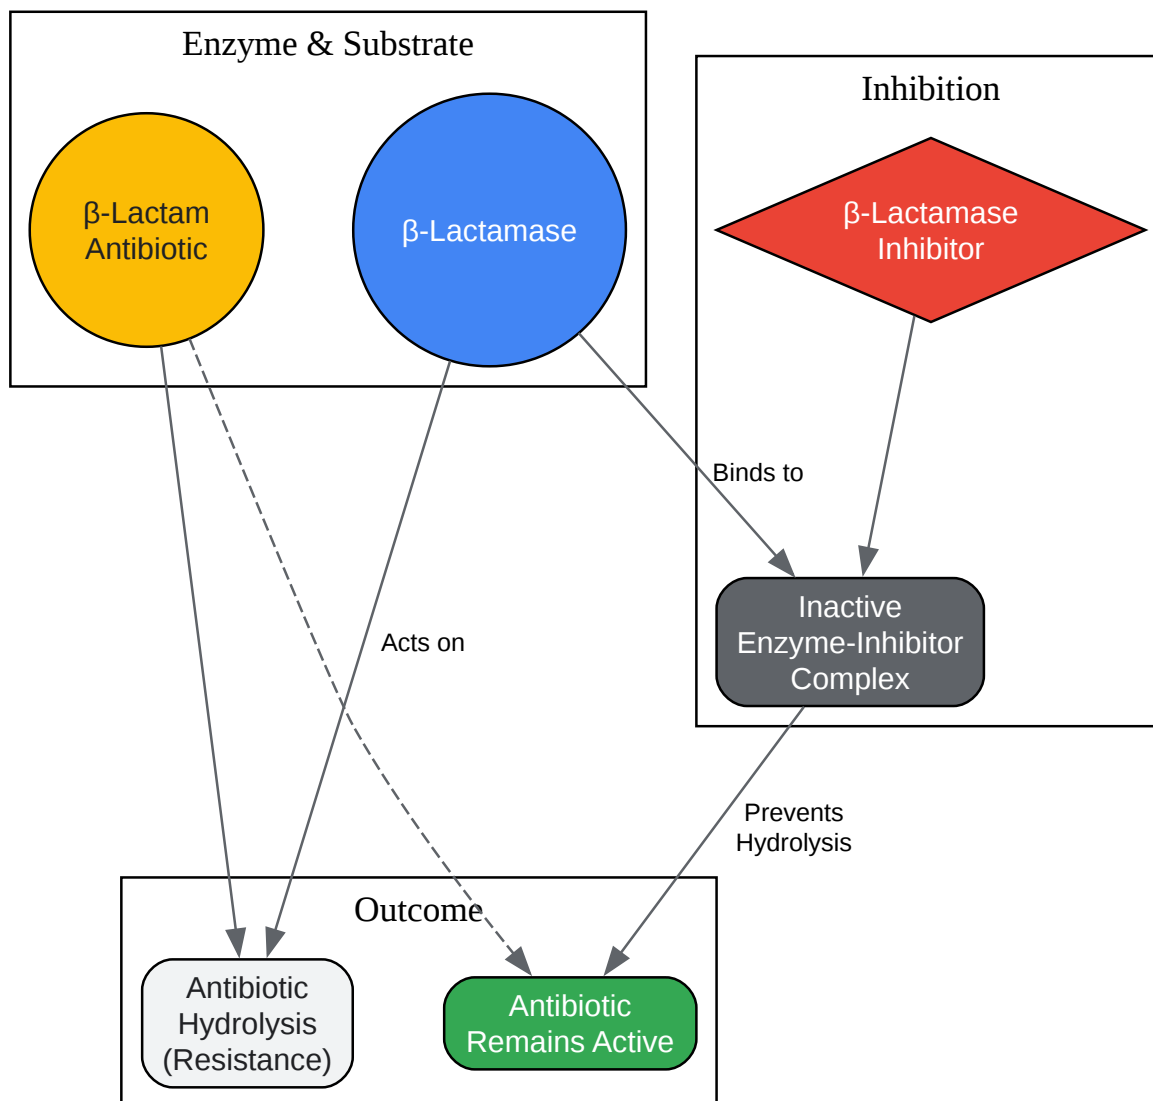 Enzyme & Substrate
β-Lactam
Antibiotic
β-Lactamase
Inhibition
β-Lactamase
Inhibitor
Binds to
Acts on
Inactive
Enzyme-Inhibitor
Complex
Prevents
Hydrolysis
Outcome
Antibiotic
Hydrolysis
(Resistance)
Antibiotic
Remains Active